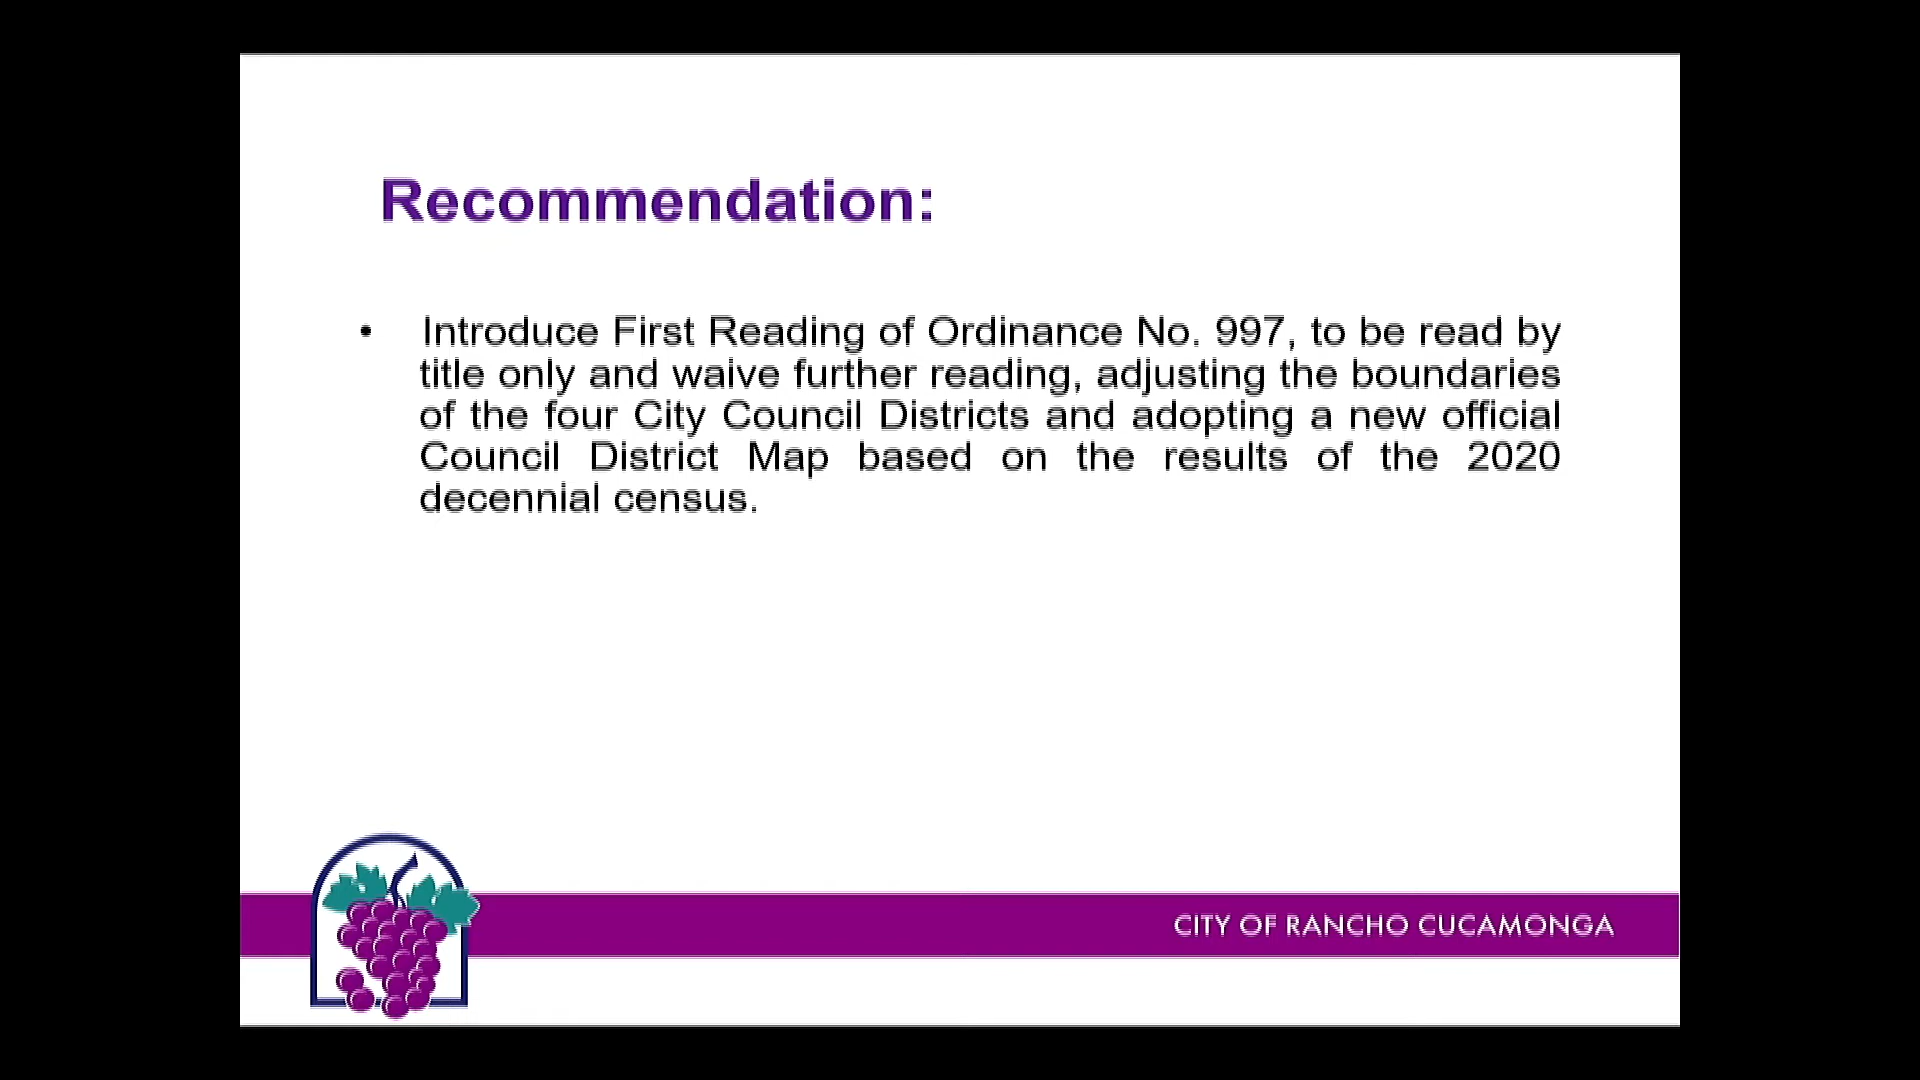 Recommendation:
• Introduce First Reading of Ordinance No. 997, to be read by
title only and waive further reading, adjusting the boundaries
of the four City Council Districts and adopting a new official
Council District Map based on the results of the 2020
decennial census.
CITY OF RANCHO CUCAMONGA